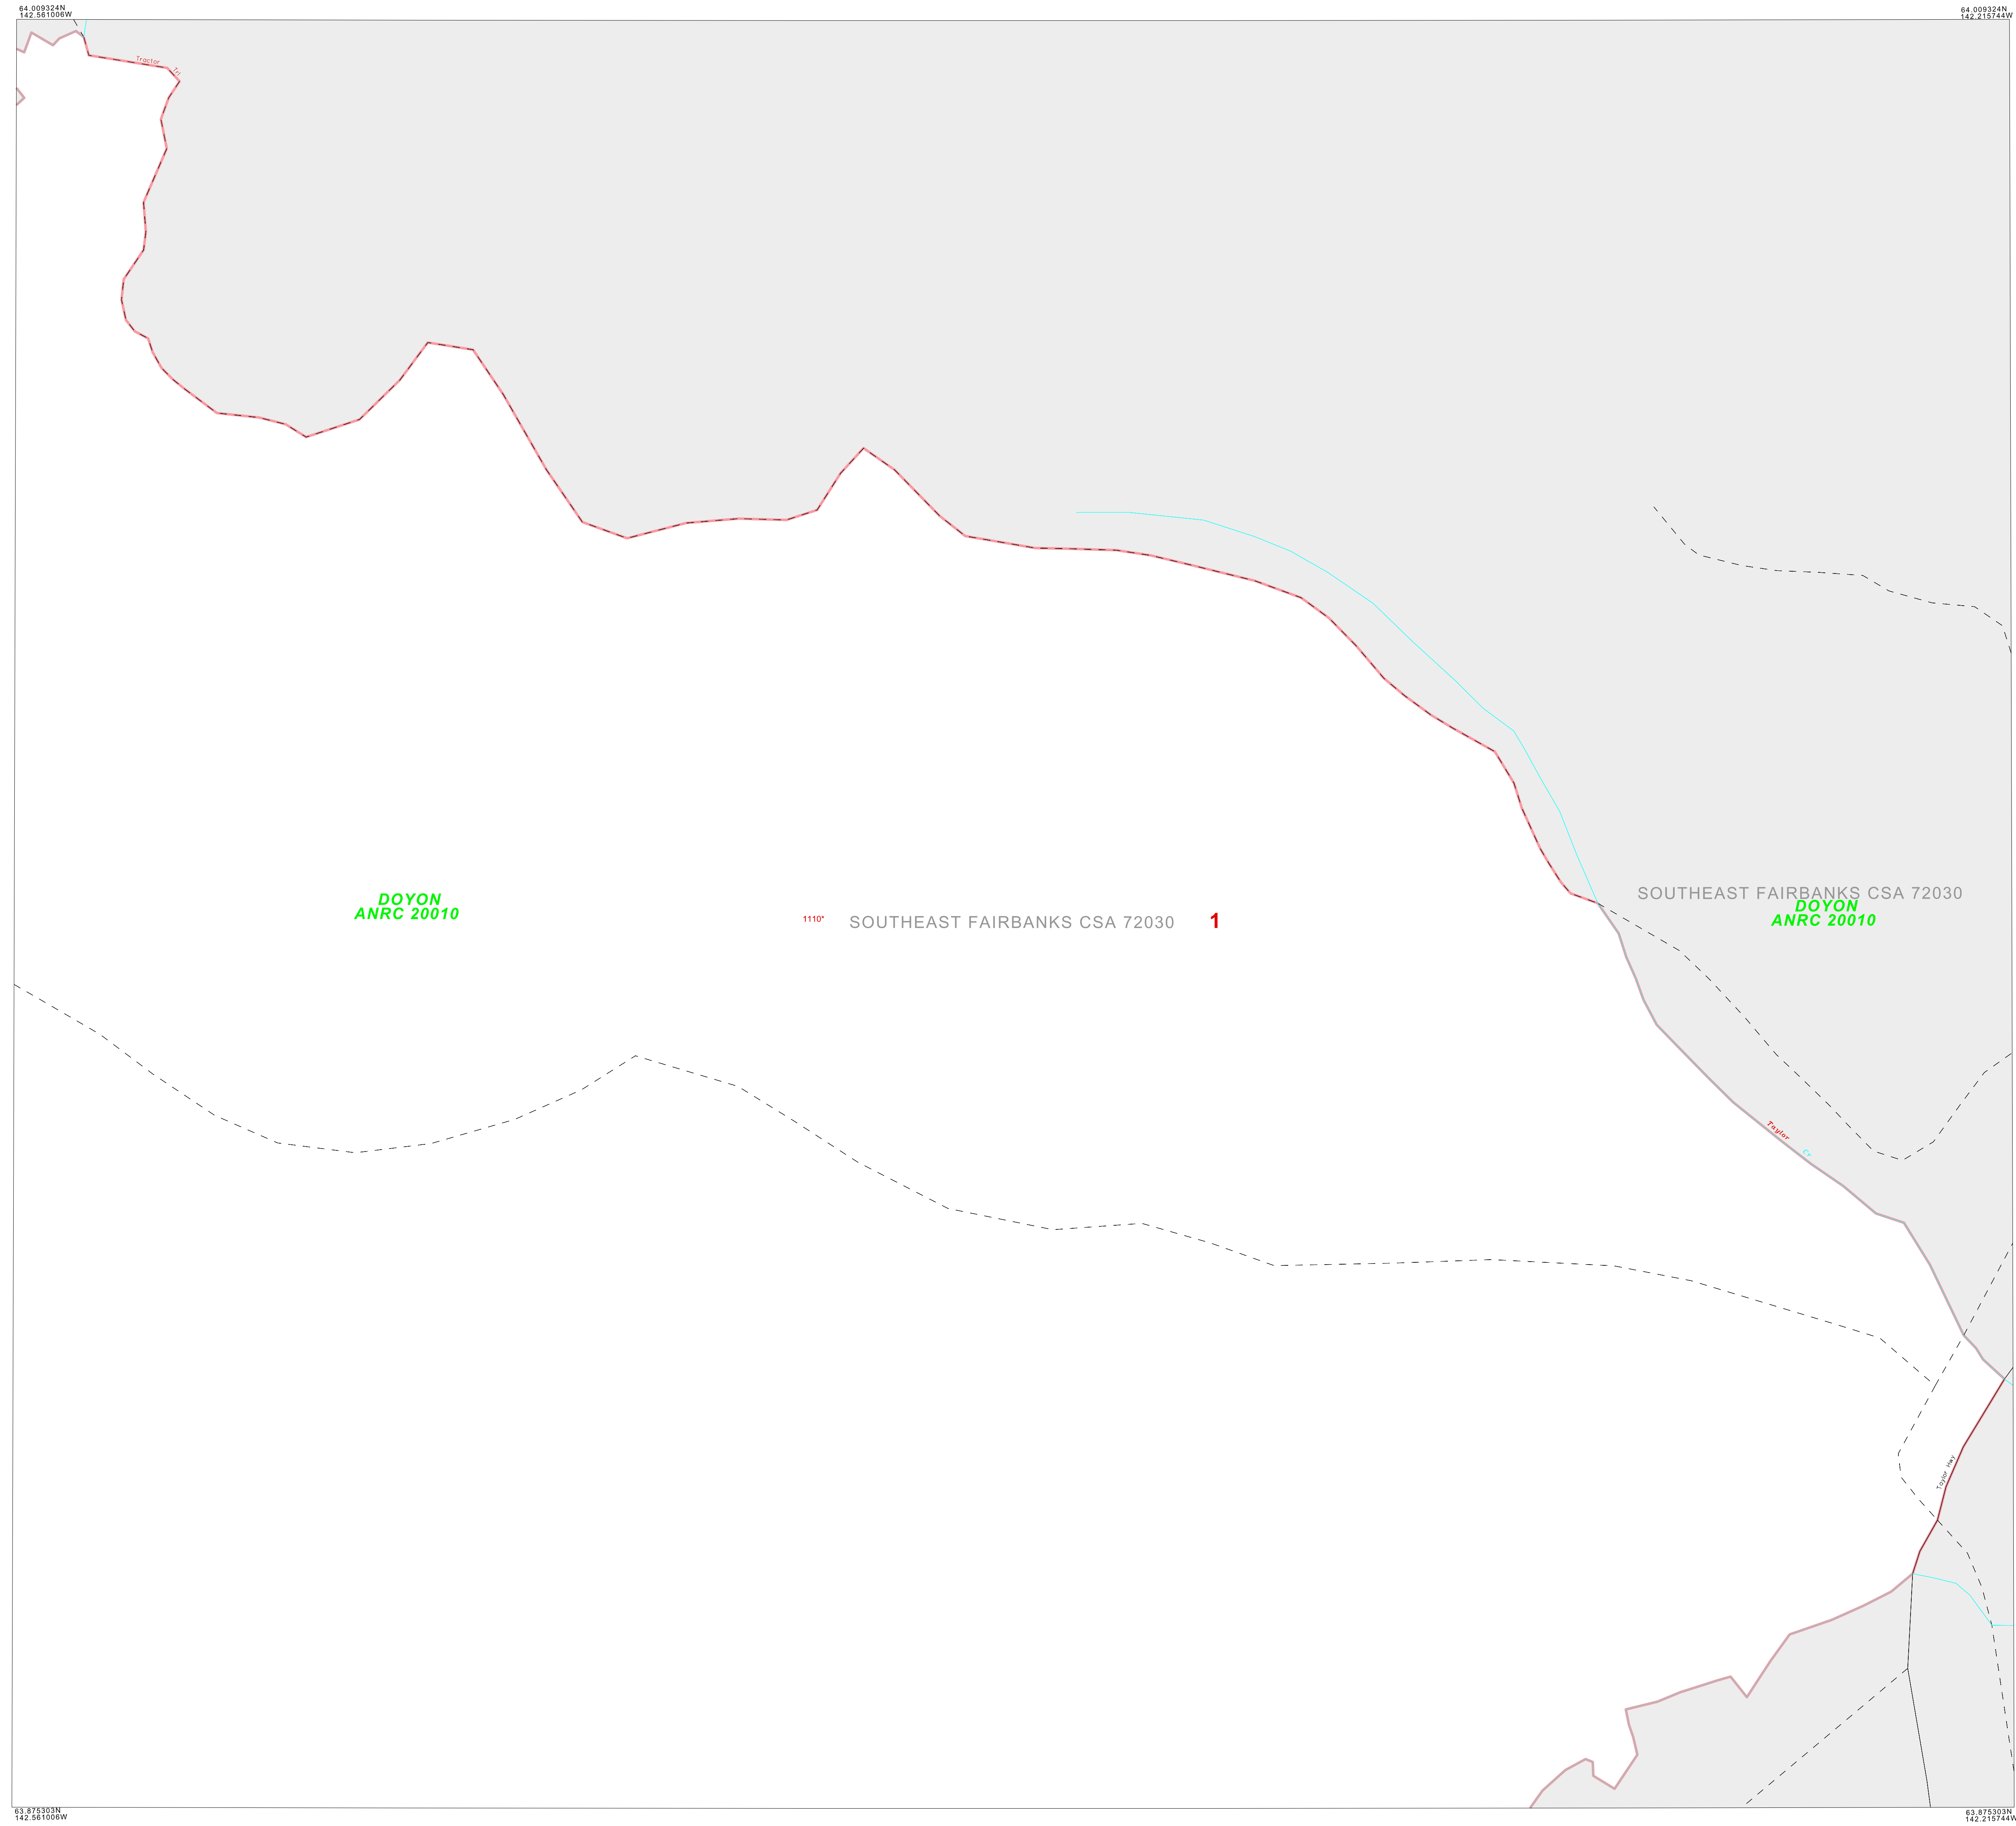 64.009324N
142.561006W
64.009324N
142.215744W
Tractor Trl
SOUTHEAST FAIRBANKS CSA 72030
DOYON
ANRC 20010
DOYON
ANRC 20010
1110*
SOUTHEAST FAIRBANKS CSA 72030
1
Taylor Cr
Taylor Hwy
63.875303N
142.561006W
63.875303N
142.215744W